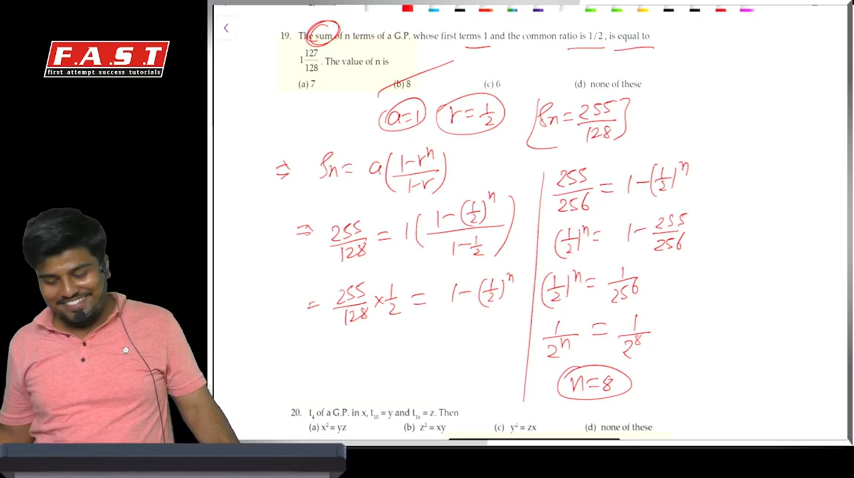 F.A.S.T
first attempt success tutorials
19. The sum of n terms of a G.P. whose first terms 1 and the common ratio is 1/2 , is equal to
1 127/128 . The value of n is
(a) 7 (b) 8 (c) 6 (d) none of these
a=1 r=1/2 Sn=255/128
⇒ Sn= a(1-r^n/1-r)
⇒ 255/128 = 1(1-(1/2)^n/1-1/2)
= 255/128 × 1/2 = 1-(1/2)^n
255/256 = 1-(1/2)^n
(1/2)^n = 1-255/256
(1/2)^n = 1/256
1/2^n = 1/2^8
n=8
20. t₄ of a G.P. in x, t₁₀ = y and t₁₆ = z. Then
(a) x² = yz (b) z² = xy (c) y² = zx (d) none of these